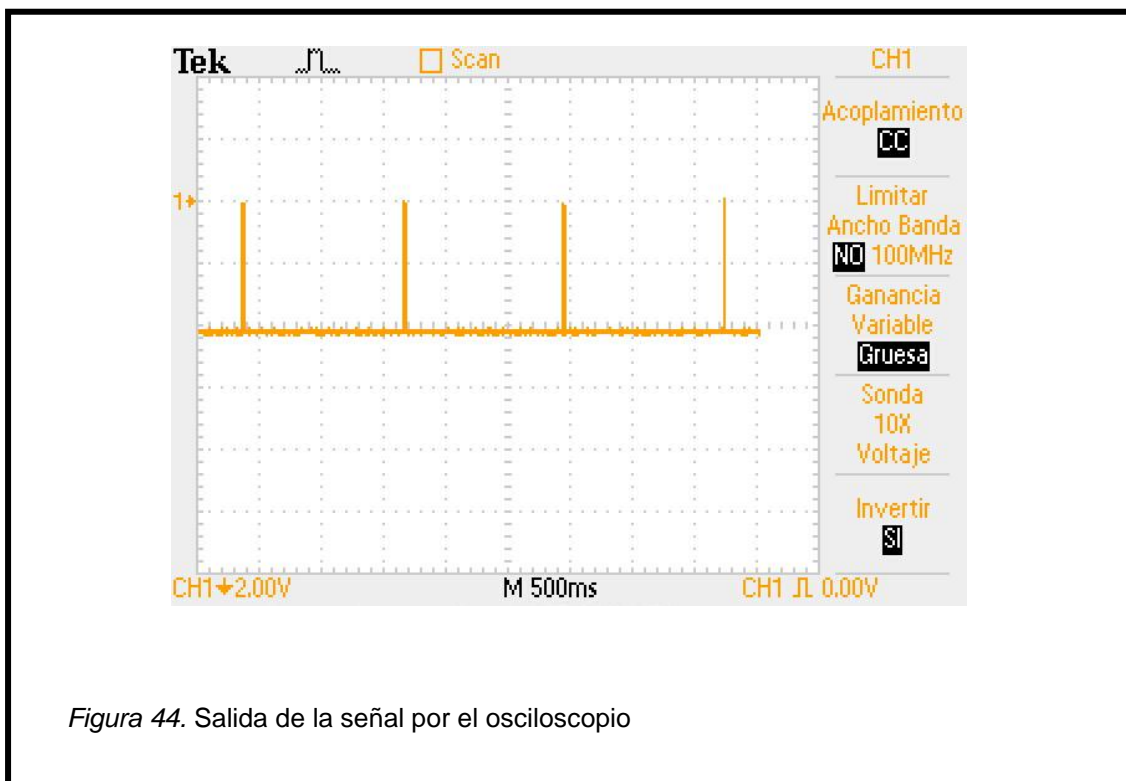 Tek
Scan
CH1
Acoplamiento
CC
1
Limitar
Ancho Banda
NO 100MHz
Ganancia
Variable
Gruesa
Sonda
10X
Voltaje
Invertir
SI
CH1 2.00V
M 500ms
CH1 0.00V
Figura 44. Salida de la señal por el osciloscopio